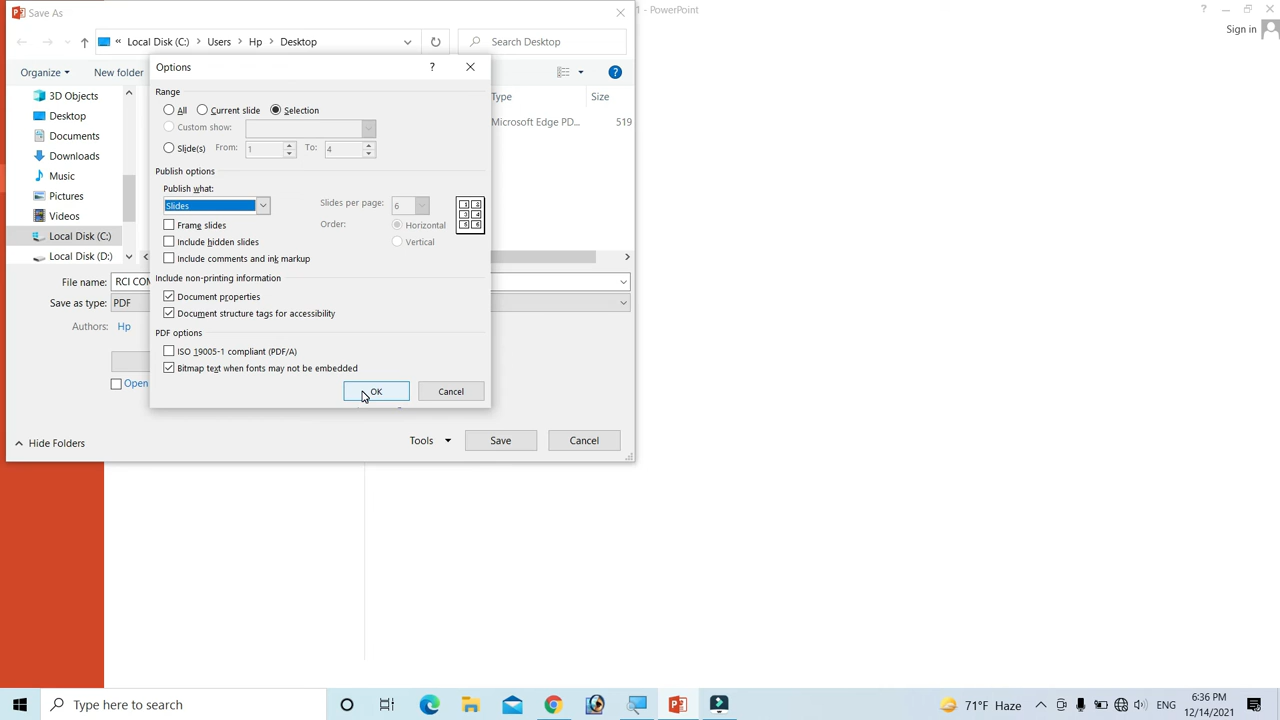 Save As
1 - PowerPoint
Sign in
« Local Disk (C:) > Users > Hp > Desktop
Search Desktop
Organize
New folder
Options
Type
Size
3D Objects
Desktop
Documents
Downloads
Music
Pictures
Videos
Local Disk (C:)
Local Disk (D:)
Microsoft Edge PD...
519
Range
All
Current slide
Selection
Custom show:
Slide(s)
From: 1
To: 4
Publish options
Publish what:
Slides
Slides per page: 6
Order:
Horizontal
Vertical
Frame slides
Include hidden slides
Include comments and ink markup
Include non-printing information
Document properties
Document structure tags for accessibility
PDF options
ISO 19005-1 compliant (PDF/A)
Bitmap text when fonts may not be embedded
OK
Cancel
File name: RCI COM
Save as type: PDF
Authors: Hp
Open
Hide Folders
Tools
Save
Cancel
Type here to search
71°F Haze
ENG
6:36 PM
12/14/2021